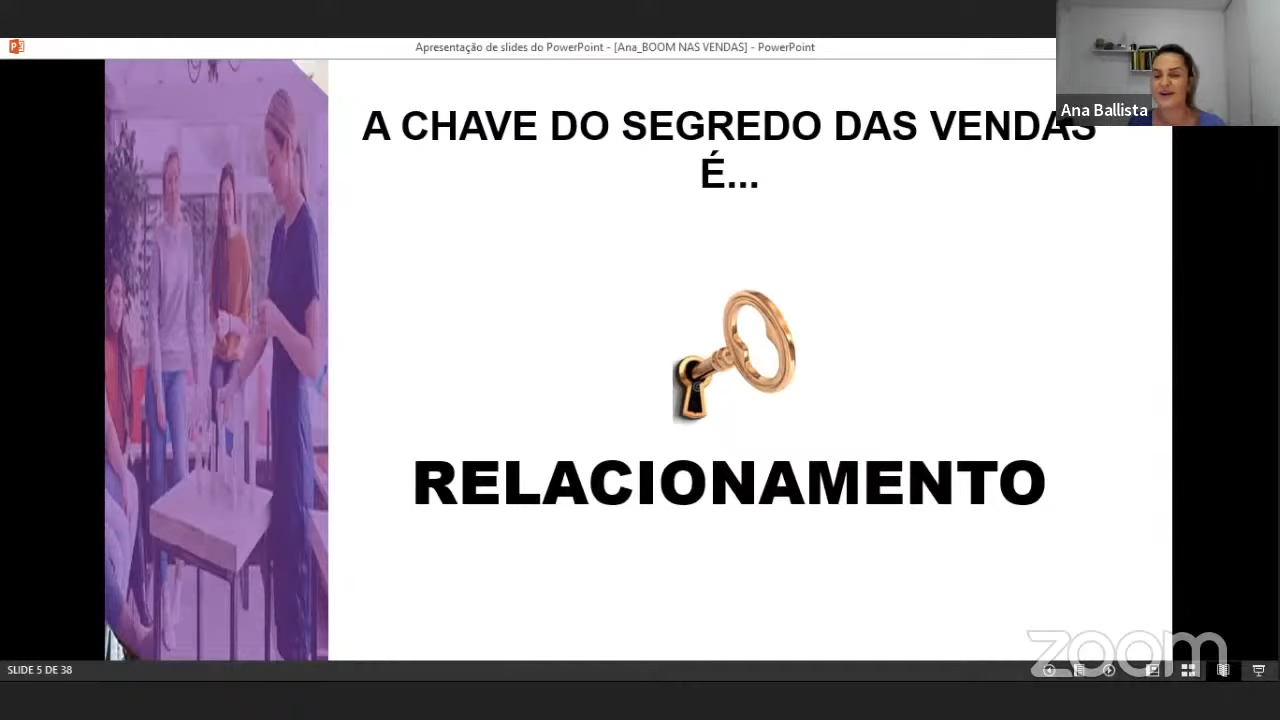 Apresentação de slides do PowerPoint - [Ana_BOOM NAS VENDAS] - PowerPoint
Ana Ballista
A CHAVE DO SEGREDO DAS VENDAS
É...
RELACIONAMENTO
zoom
SLIDE 5 DE 38